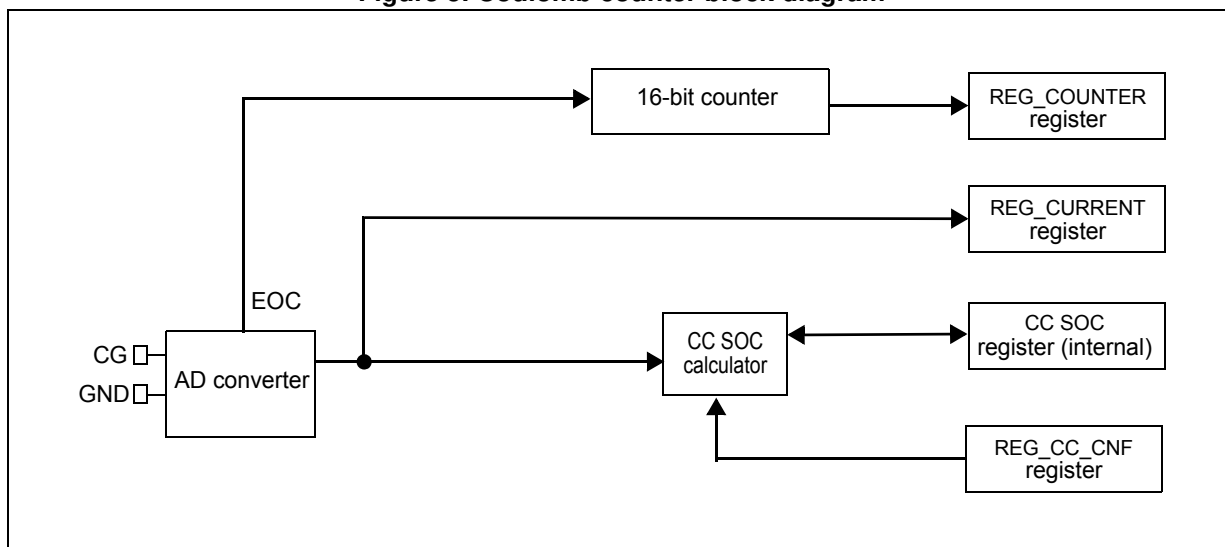 Figure 8. Coulomb counter block diagram
16-bit counter
REG_COUNTER
register
REG_CURRENT
register
EOC
CG
GND
AD converter
CC SOC
calculator
CC SOC
register (internal)
REG_CC_CNF
register